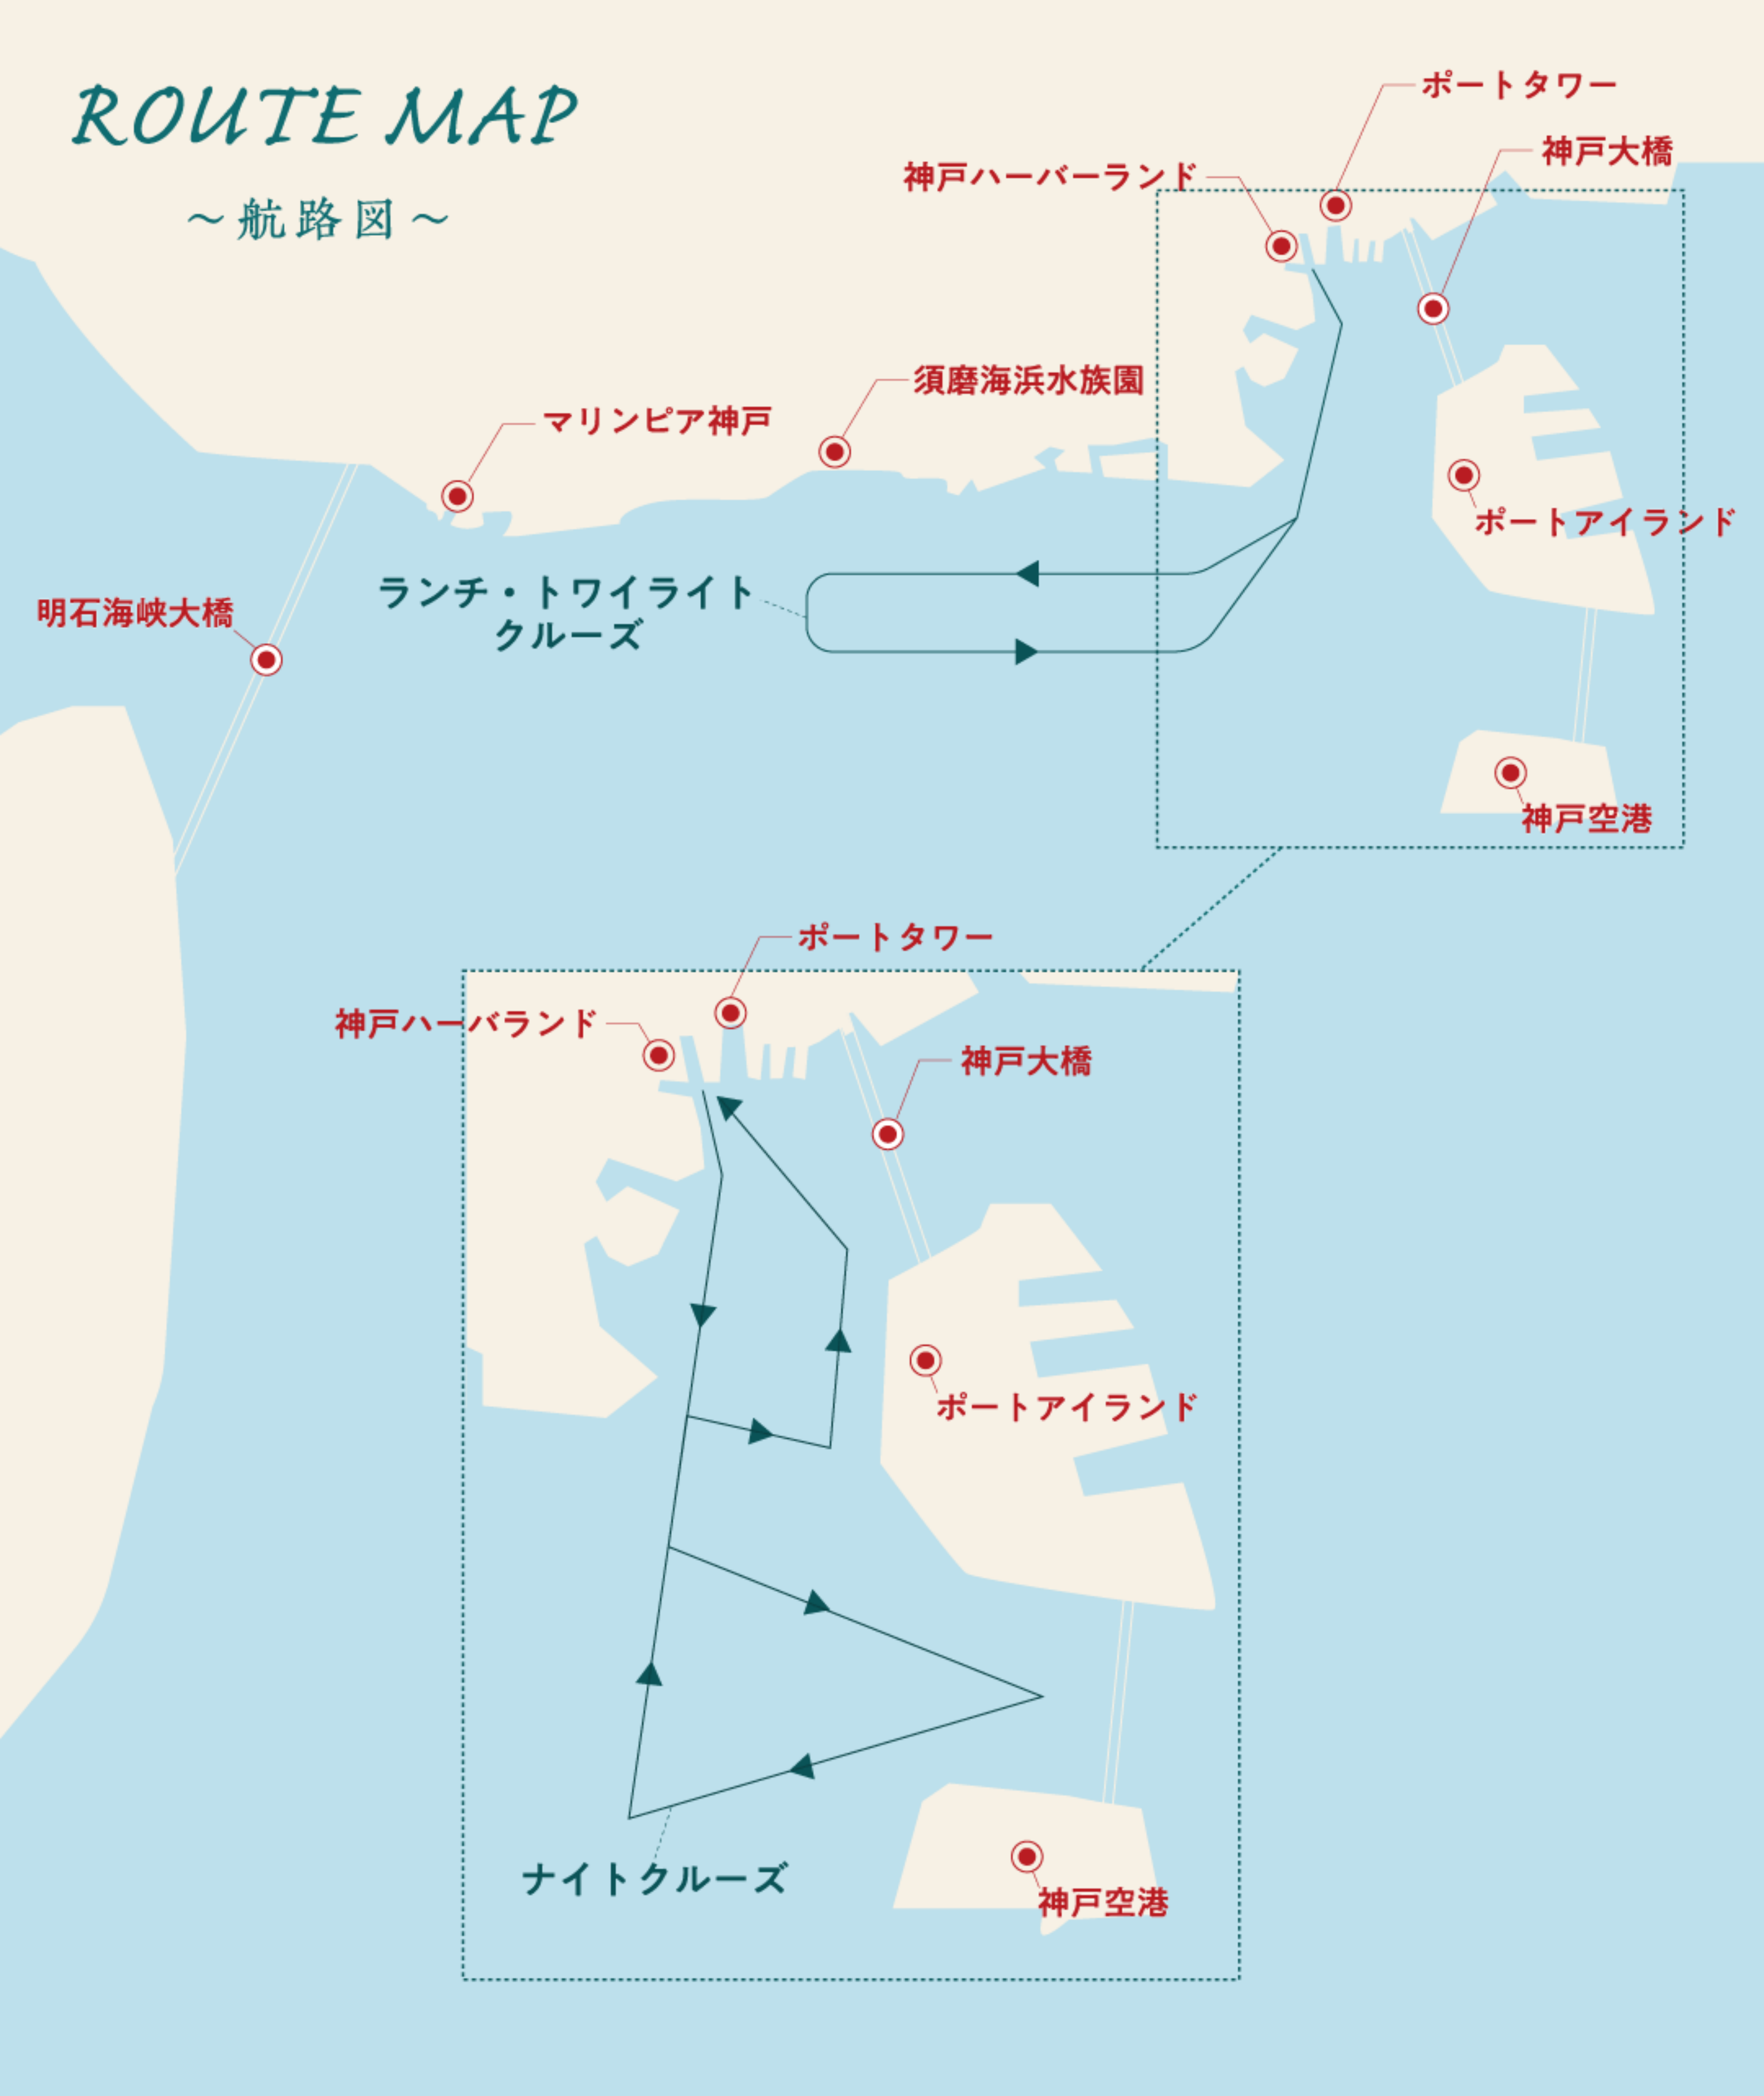 ROUTE MAP
～航路図～
ポートタワー
神戸大橋
神戸ハーバーランド
須磨海浜水族園
マリンピア神戸
ポートアイランド
ランチ・トワイライト
クルーズ
明石海峡大橋
神戸空港
ポートタワー
神戸ハーバランド
神戸大橋
ポートアイランド
ナイトクルーズ
神戸空港